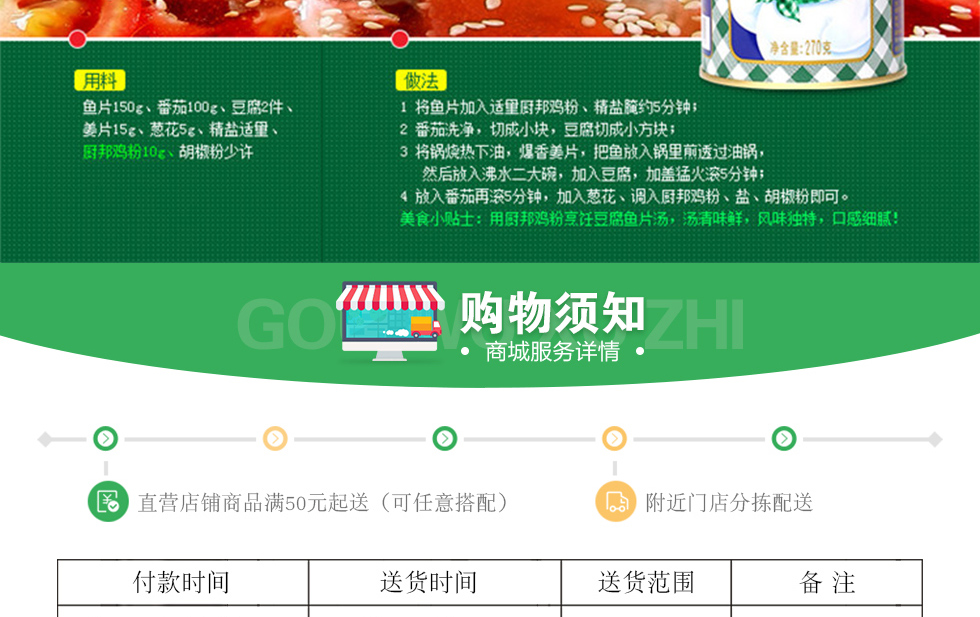 净含量:270克
用料
鱼片150g、番茄100g、豆腐2件、
姜片15g、葱花5g、精盐适里、
厨邦鸡粉10g、胡椒粉少许
做法
1 将鱼片加入适里厨邦鸡粉、精盐腌约5分钟；
2 番茄洗净，切成小块，豆腐切成小方块；
3 将锅烧热下油，爆香姜片，把鱼放入锅里前透过油锅，
然后放入沸水二大碗，加入豆腐，加盖猛火滚5分钟；
4 放入番茄再滚5分钟，加入葱花、调入厨邦鸡粉、盐、胡椒粉即可。
美食小贴士：用厨邦鸡粉烹饪豆腐鱼片汤，汤清味鲜，风味独特，口感细腻！
购物须知
• 商城服务详情 •
直营店铺商品满50元起送（可任意搭配）
附近门店分拣配送
付款时间 送货时间 送货范围 备 注